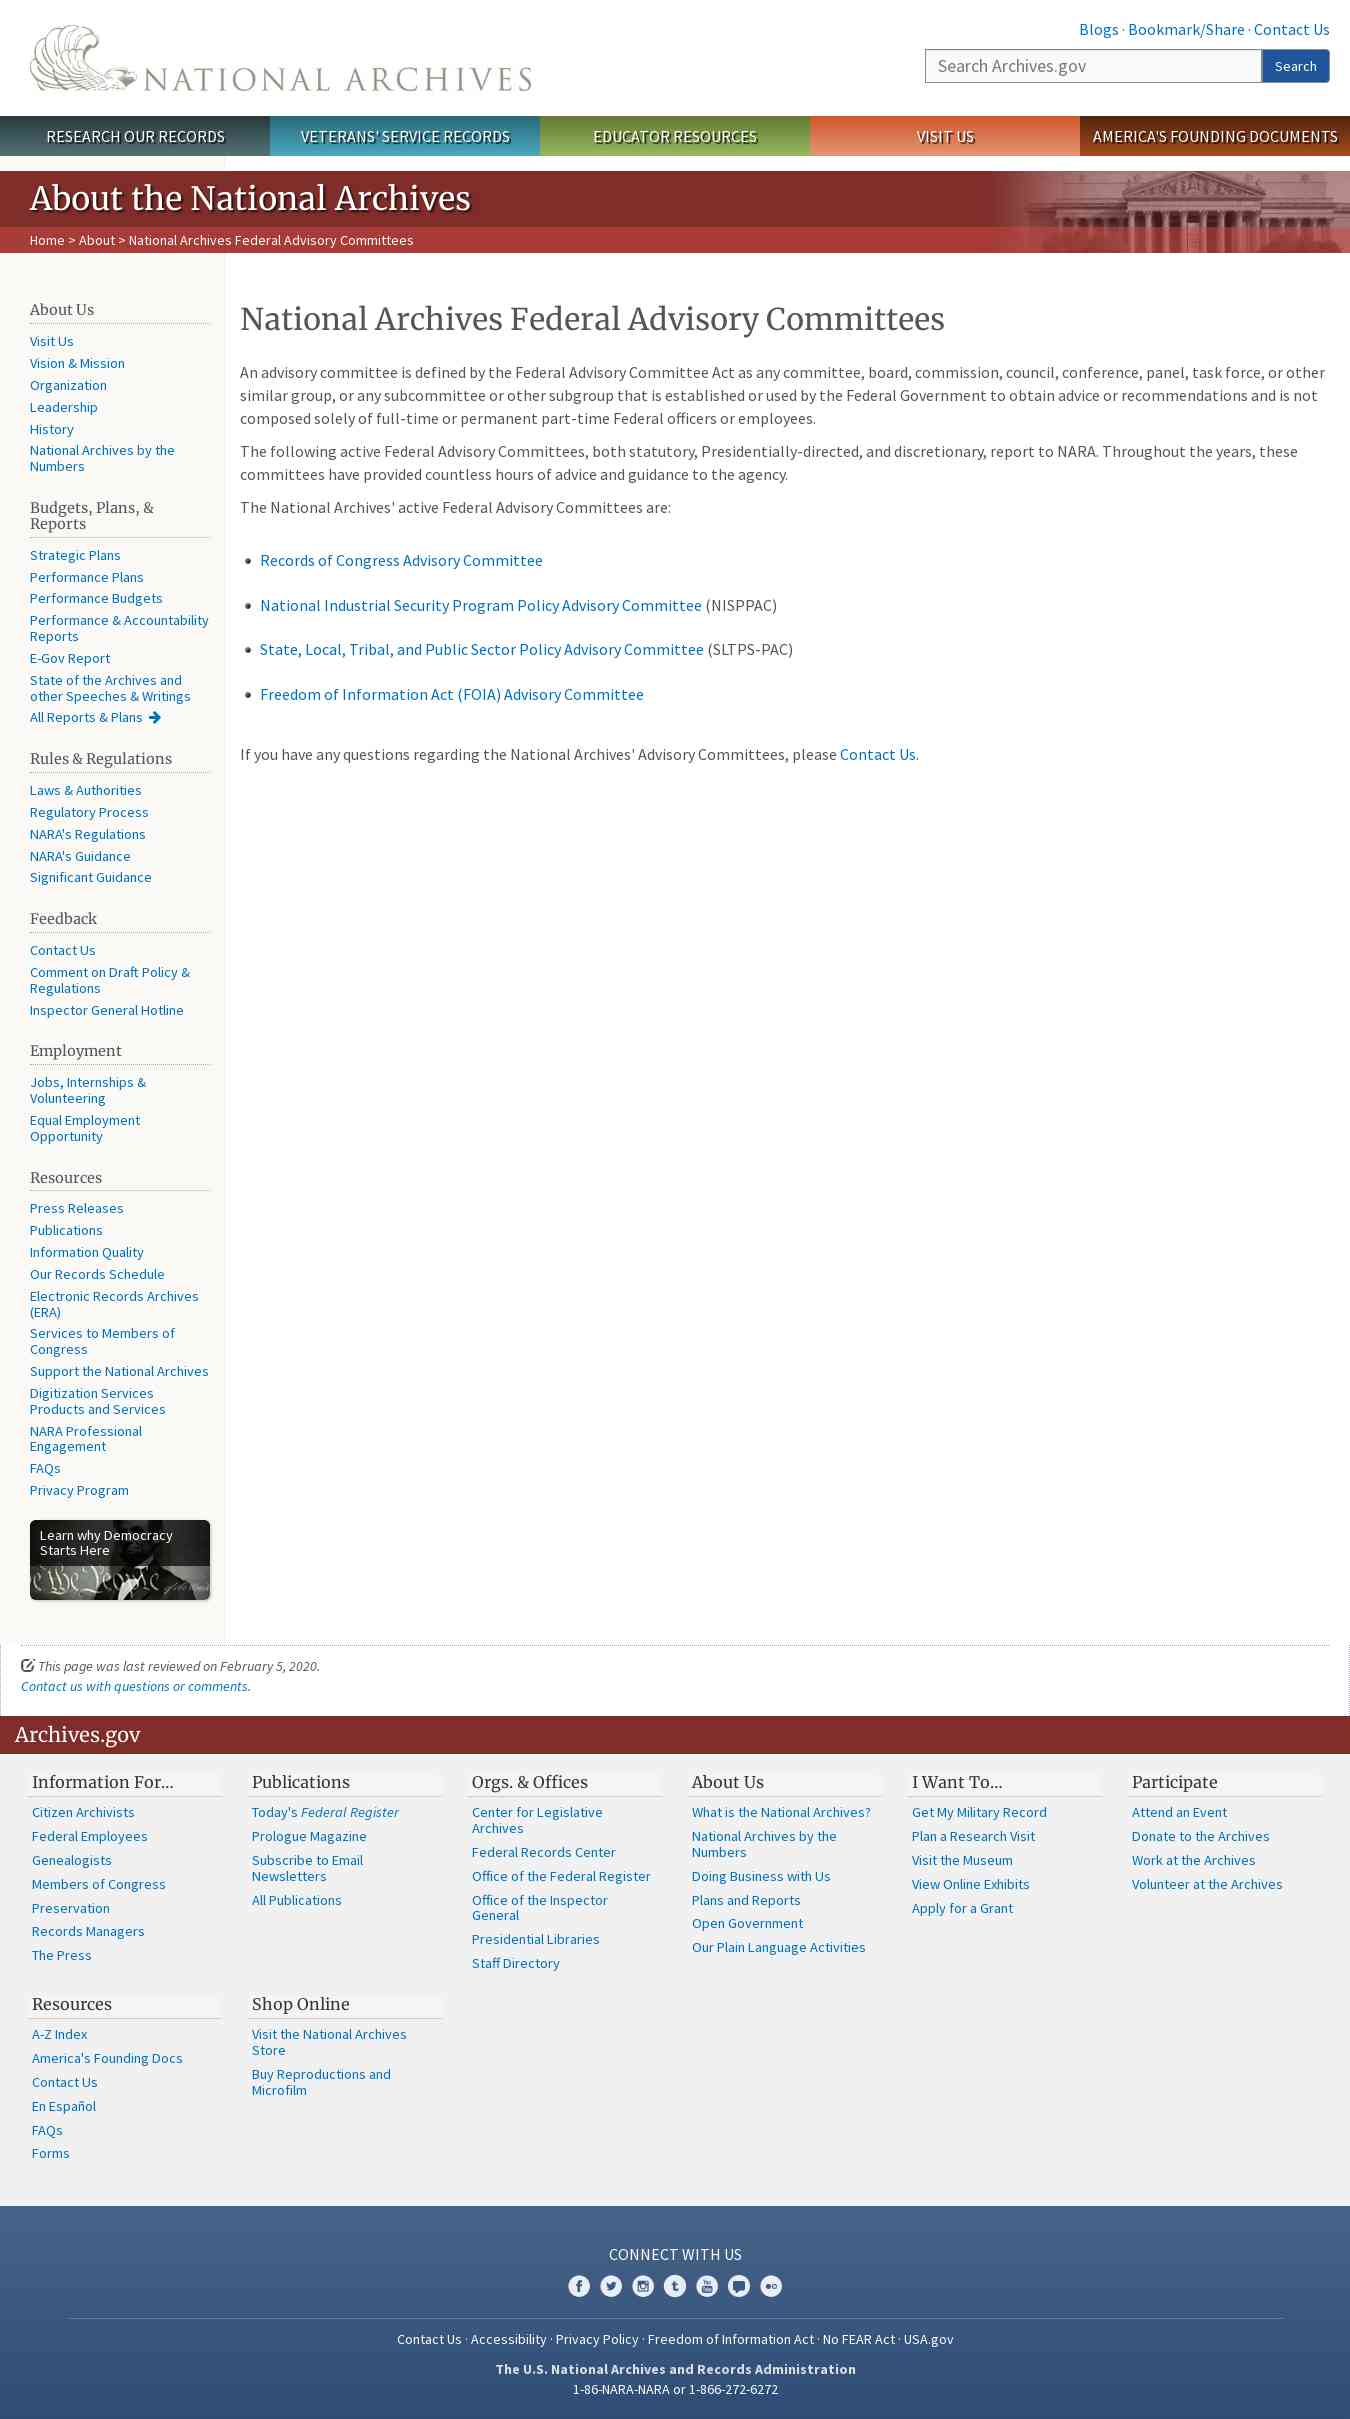 NATIONAL ARCHIVES
Blogs · Bookmark/Share · Contact Us
Search Archives.gov
Search
RESEARCH OUR RECORDS
VETERANS' SERVICE RECORDS
EDUCATOR RESOURCES
VISIT US
AMERICA'S FOUNDING DOCUMENTS
About the National Archives
Home > About > National Archives Federal Advisory Committees
About Us
Visit Us
Vision & Mission
Organization
Leadership
History
National Archives by the
Numbers
Budgets, Plans, &
Reports
Strategic Plans
Performance Plans
Performance Budgets
Performance & Accountability
Reports
E-Gov Report
State of the Archives and
other Speeches & Writings
All Reports & Plans
Rules & Regulations
Laws & Authorities
Regulatory Process
NARA's Regulations
NARA's Guidance
Significant Guidance
Feedback
Contact Us
Comment on Draft Policy &
Regulations
Inspector General Hotline
Employment
Jobs, Internships &
Volunteering
Equal Employment
Opportunity
Resources
Press Releases
Publications
Information Quality
Our Records Schedule
Electronic Records Archives
(ERA)
Services to Members of
Congress
Support the National Archives
Digitization Services
Products and Services
NARA Professional
Engagement
FAQs
Privacy Program
Learn why Democracy
Starts Here
We the People
National Archives Federal Advisory Committees
An advisory committee is defined by the Federal Advisory Committee Act as any committee, board, commission, council, conference, panel, task force, or other
similar group, or any subcommittee or other subgroup that is established or used by the Federal Government to obtain advice or recommendations and is not
composed solely of full-time or permanent part-time Federal officers or employees.
The following active Federal Advisory Committees, both statutory, Presidentially-directed, and discretionary, report to NARA. Throughout the years, these
committees have provided countless hours of advice and guidance to the agency.
The National Archives' active Federal Advisory Committees are:
• Records of Congress Advisory Committee
• National Industrial Security Program Policy Advisory Committee (NISPPAC)
• State, Local, Tribal, and Public Sector Policy Advisory Committee (SLTPS-PAC)
• Freedom of Information Act (FOIA) Advisory Committee
If you have any questions regarding the National Archives' Advisory Committees, please Contact Us.
This page was last reviewed on February 5, 2020.
Contact us with questions or comments.
Archives.gov
Information For…
Citizen Archivists
Federal Employees
Genealogists
Members of Congress
Preservation
Records Managers
The Press
Publications
Today's Federal Register
Prologue Magazine
Subscribe to Email
Newsletters
All Publications
Orgs. & Offices
Center for Legislative
Archives
Federal Records Center
Office of the Federal Register
Office of the Inspector
General
Presidential Libraries
Staff Directory
About Us
What is the National Archives?
National Archives by the
Numbers
Doing Business with Us
Plans and Reports
Open Government
Our Plain Language Activities
I Want To…
Get My Military Record
Plan a Research Visit
Visit the Museum
View Online Exhibits
Apply for a Grant
Participate
Attend an Event
Donate to the Archives
Work at the Archives
Volunteer at the Archives
Resources
A-Z Index
America's Founding Docs
Contact Us
En Español
FAQs
Forms
Shop Online
Visit the National Archives
Store
Buy Reproductions and
Microfilm
CONNECT WITH US
Contact Us · Accessibility · Privacy Policy · Freedom of Information Act · No FEAR Act · USA.gov
The U.S. National Archives and Records Administration
1-86-NARA-NARA or 1-866-272-6272